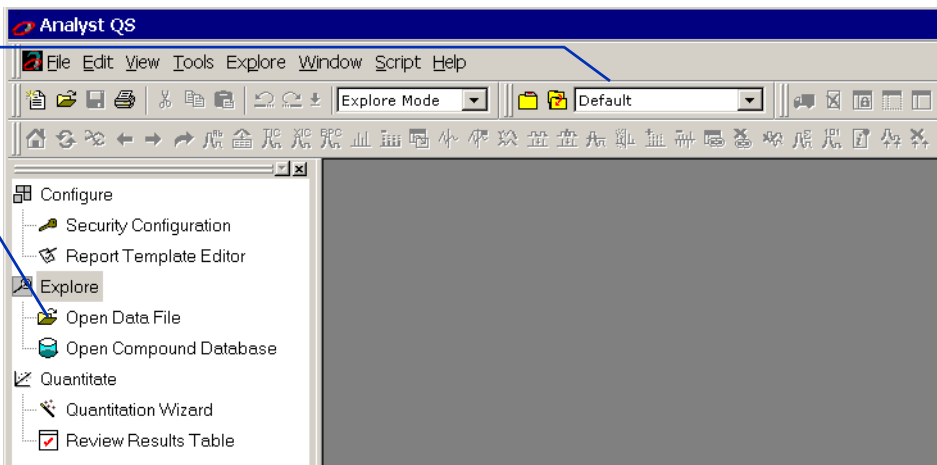 Analyst QS
File Edit View Tools Explore Window Script Help
Explore Mode Default
Configure
Security Configuration
Report Template Editor
Explore
Open Data File
Open Compound Database
Quantitate
Quantitation Wizard
Review Results Table